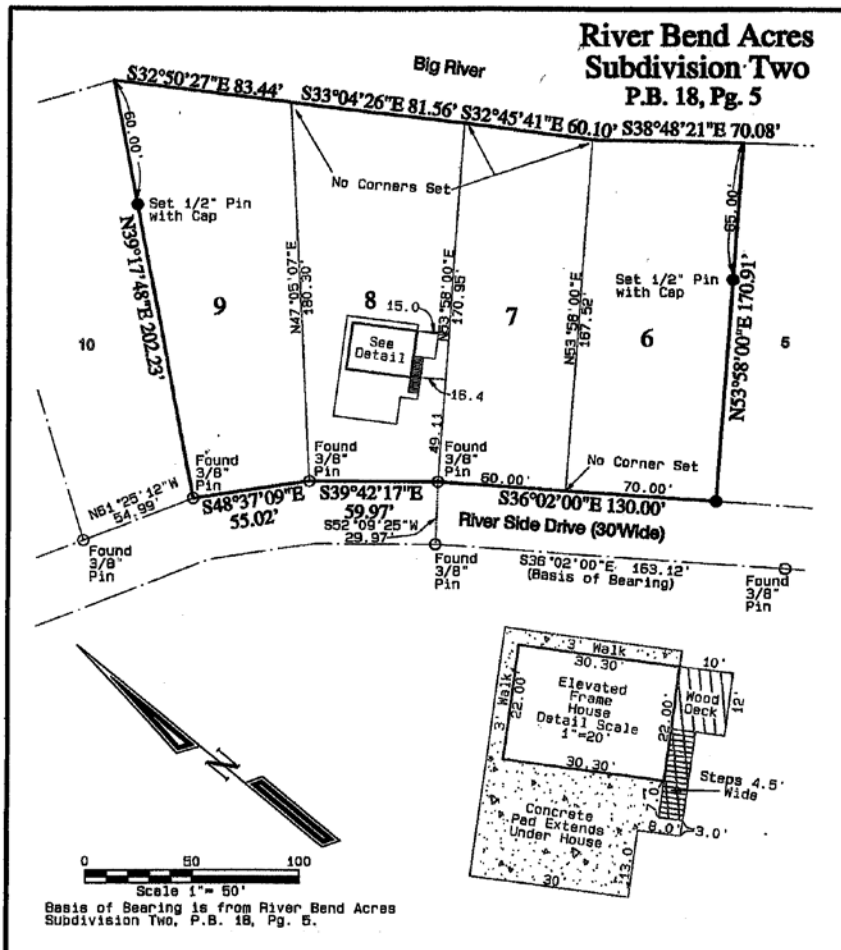 River Bend Acres
Subdivision Two
P.B. 18, Pg. 5
Big River
S32°50'27"E 83.44'
S33°04'26"E 81.56'
S32°45'41"E 60.10'
S38°48'21"E 70.08'
60.00'
No Corners Set
Set 1/2" Pin
with Cap
65.00'
Set 1/2" Pin
with Cap
N39°17'48"E 202.23'
9
N47°05'07"E
180.30'
8
15.0
N53°58'00"E
170.95'
7
N53°58'00"E
167.52'
6
N53°58'00"E 170.91'
5
10
See
Detail
16.4
49.11
Found
3/8"
Pin
Found
3/8"
Pin
Found
3/8"
Pin
No Corner Set
60.00'
70.00'
N61°25'12"W
54.99'
S48°37'09"E
55.02'
S39°42'17"E
59.97'
S36°02'00"E 130.00'
River Side Drive (30'Wide)
S52°09'25"W
29.97'
Found
3/8"
Pin
Found
3/8"
Pin
S36°02'00"E 163.12'
(Basis of Bearing)
Found
3/8"
Pin
3' Walk
30.30'
10'
3' Walk
22.00'
Elevated
Frame
House
Detail Scale
1"=20'
22.00'
Wood
Deck
12'
30.30'
Steps 4.5'
Wide
7.0'
Concrete
Pad Extends
Under House
8.0'
3.0'
13.0'
30'
N
0 50 100
Scale 1"= 50'
Basis of Bearing is from River Bend Acres
Subdivision Two, P.B. 18, Pg. 5.